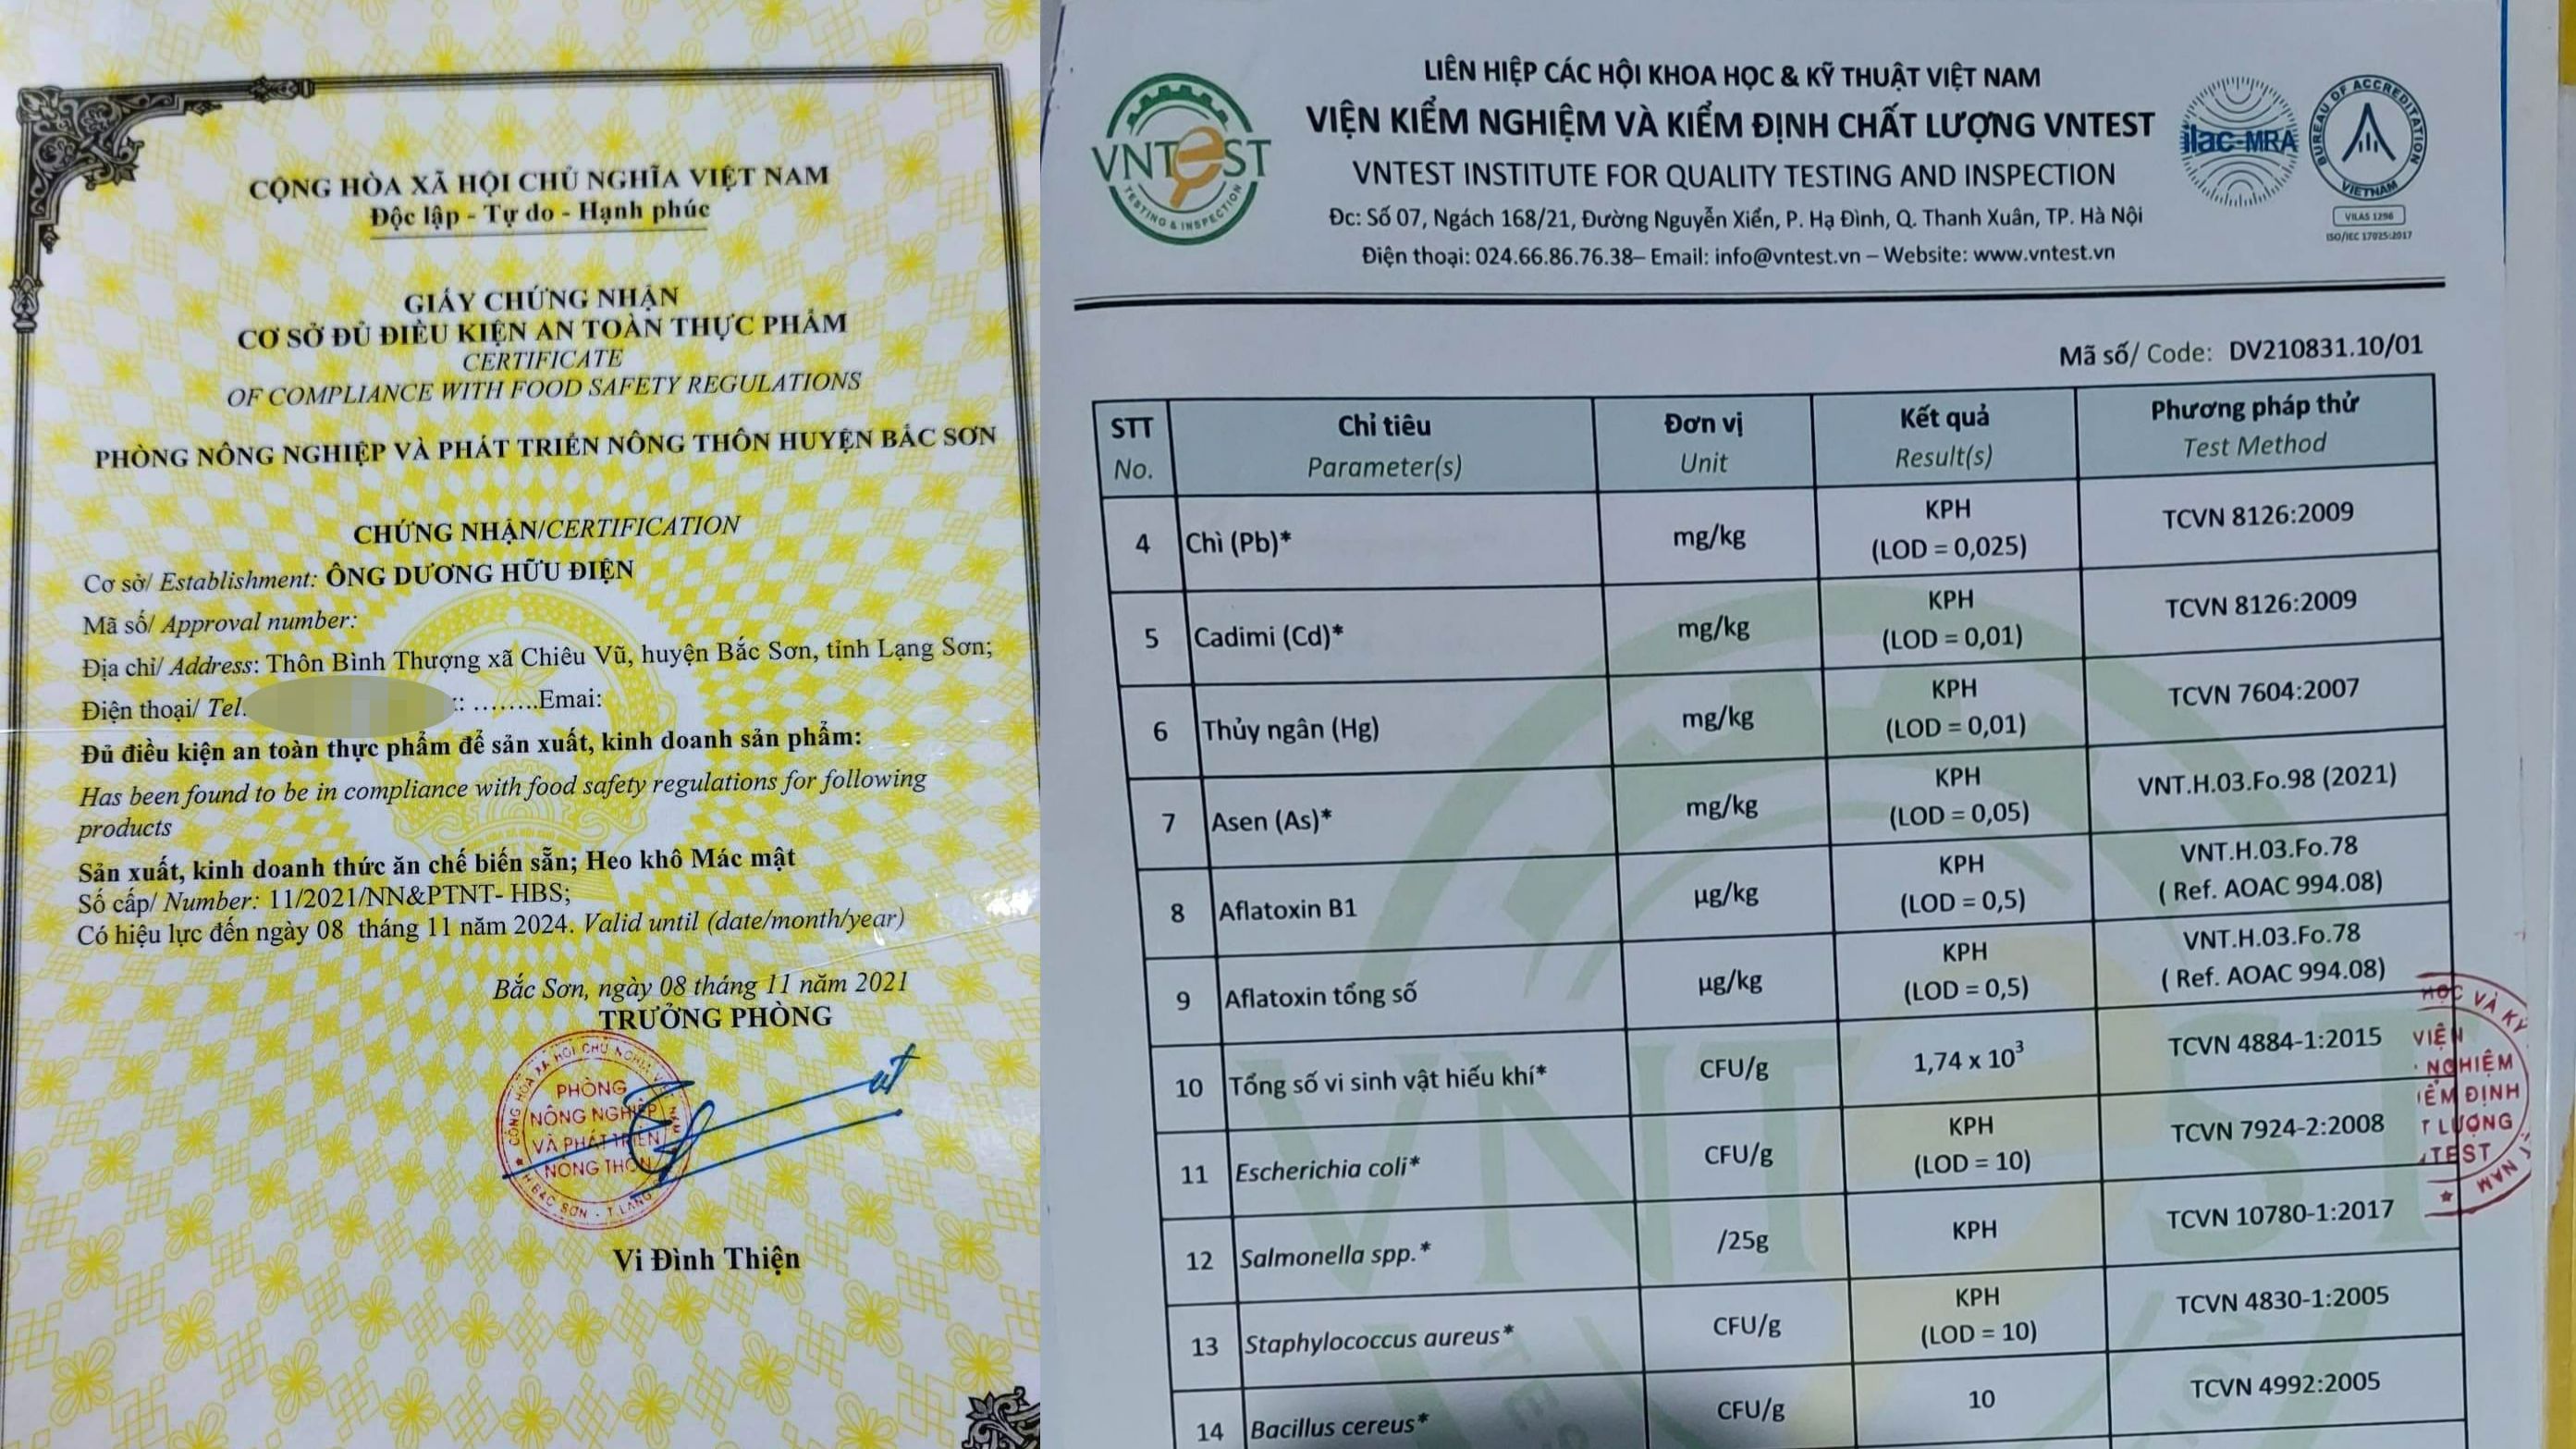 CỘNG HÒA XÃ HỘI CHỦ NGHĨA VIỆT NAM
Độc lập - Tự do - Hạnh phúc
GIẤY CHỨNG NHẬN
CƠ SỞ ĐỦ ĐIỀU KIỆN AN TOÀN THỰC PHẨM
CERTIFICATE
OF COMPLIANCE WITH FOOD SAFETY REGULATIONS
PHÒNG NÔNG NGHIỆP VÀ PHÁT TRIỂN NÔNG THÔN HUYỆN BẮC SƠN
CHỨNG NHẬN/CERTIFICATION
Cơ sở/ Establishment: ÔNG DƯƠNG HỮU ĐIỆN
Mã số/ Approval number:
Địa chỉ/ Address: Thôn Bình Thượng xã Chiêu Vũ, huyện Bắc Sơn, tỉnh Lạng Sơn;
Điện thoại/ Tel. : ........Emai:
Đủ điều kiện an toàn thực phẩm để sản xuất, kinh doanh sản phẩm:
Has been found to be in compliance with food safety regulations for following
products
Sản xuất, kinh doanh thức ăn chế biến sẵn; Heo khô Mác mật
Số cấp/ Number: 11/2021/NN&PTNT- HBS;
Có hiệu lực đến ngày 08 tháng 11 năm 2024. Valid until (date/month/year)
Bắc Sơn, ngày 08 tháng 11 năm 2021
TRƯỞNG PHÒNG
PHÒNG
NÔNG NGHIỆP
VÀ PHÁT TRIỂN
NÔNG THÔN
Vi Đình Thiện
LIÊN HIỆP CÁC HỘI KHOA HỌC & KỸ THUẬT VIỆT NAM
VIỆN KIỂM NGHIỆM VÀ KIỂM ĐỊNH CHẤT LƯỢNG VNTEST
VNTEST INSTITUTE FOR QUALITY TESTING AND INSPECTION
Đc: Số 07, Ngách 168/21, Đường Nguyễn Xiển, P. Hạ Đình, Q. Thanh Xuân, TP. Hà Nội
Điện thoại: 024.66.86.76.38– Email: info@vntest.vn – Website: www.vntest.vn
VNTEST
TESTING & INSPECTION
ilac-MRA
BUREAU OF ACCREDITATION
VIETNAM
VILAS 1296
ISO/IEC 17025:2017
Mã số/ Code: DV210831.10/01
STT Chỉ tiêu Đơn vị Kết quả Phương pháp thử
No. Parameter(s) Unit Result(s) Test Method
4 Chì (Pb)* mg/kg KPH (LOD = 0,025) TCVN 8126:2009
5 Cadimi (Cd)* mg/kg KPH (LOD = 0,01) TCVN 8126:2009
6 Thủy ngân (Hg) mg/kg KPH (LOD = 0,01) TCVN 7604:2007
7 Asen (As)* mg/kg KPH (LOD = 0,05) VNT.H.03.Fo.98 (2021)
8 Aflatoxin B1 µg/kg KPH (LOD = 0,5) VNT.H.03.Fo.78 ( Ref. AOAC 994.08)
9 Aflatoxin tổng số µg/kg KPH (LOD = 0,5) VNT.H.03.Fo.78 ( Ref. AOAC 994.08)
10 Tổng số vi sinh vật hiếu khí* CFU/g 1,74 x 10³ TCVN 4884-1:2015
11 Escherichia coli* CFU/g KPH (LOD = 10) TCVN 7924-2:2008
12 Salmonella spp.* /25g KPH TCVN 10780-1:2017
13 Staphylococcus aureus* CFU/g KPH (LOD = 10) TCVN 4830-1:2005
14 Bacillus cereus* CFU/g 10 TCVN 4992:2005